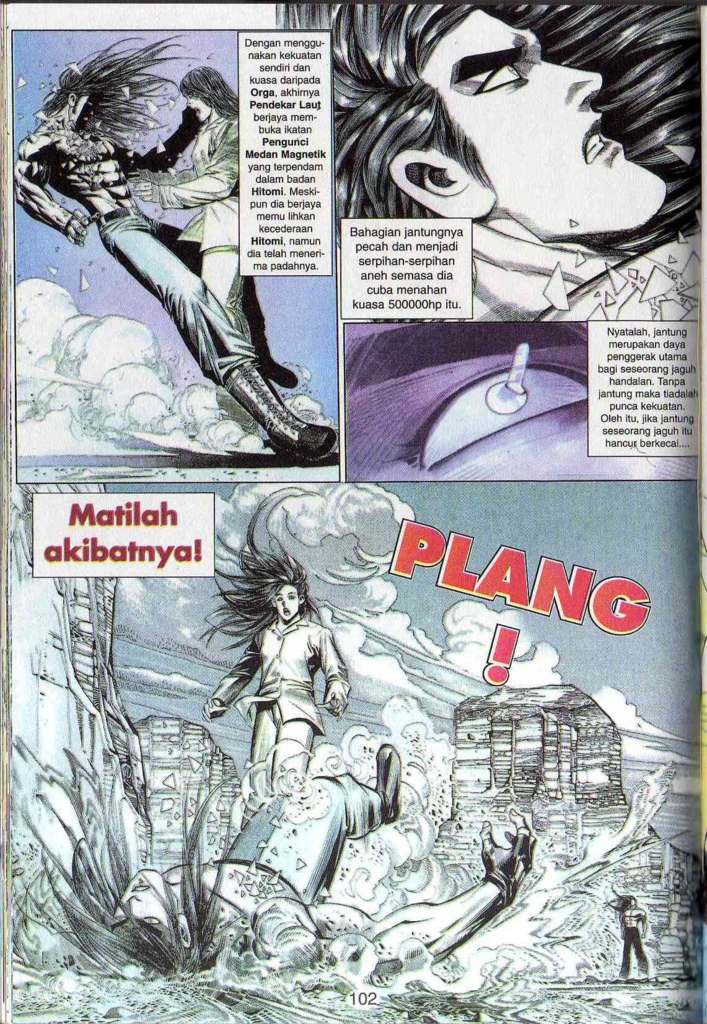 Dengan menggu-
nakan kekuatan
sendiri dan
kuasa daripada
Orga, akhirnya
Pendekar Laut
berjaya mem-
buka ikatan
Pengunci
Medan Magnetik
yang terpendam
dalam badan
Hitomi. Meski-
pun dia berjaya
memu lihkan
kecederaan
Hitomi, namun
dia telah meneri-
ma padahnya.
Bahagian jantungnya
pecah dan menjadi
serpihan-serpihan
aneh semasa dia
cuba menahan
kuasa 500000hp itu.
Nyatalah, jantung
merupakan daya
penggerak utama
bagi seseorang jaguh
handalan. Tanpa
jantung maka tiadalah
punca kekuatan.
Oleh itu, jika jantung
seseorang jaguh itu
hancur berkecai....
Matilah
akibatnya!
PLANG
!
102